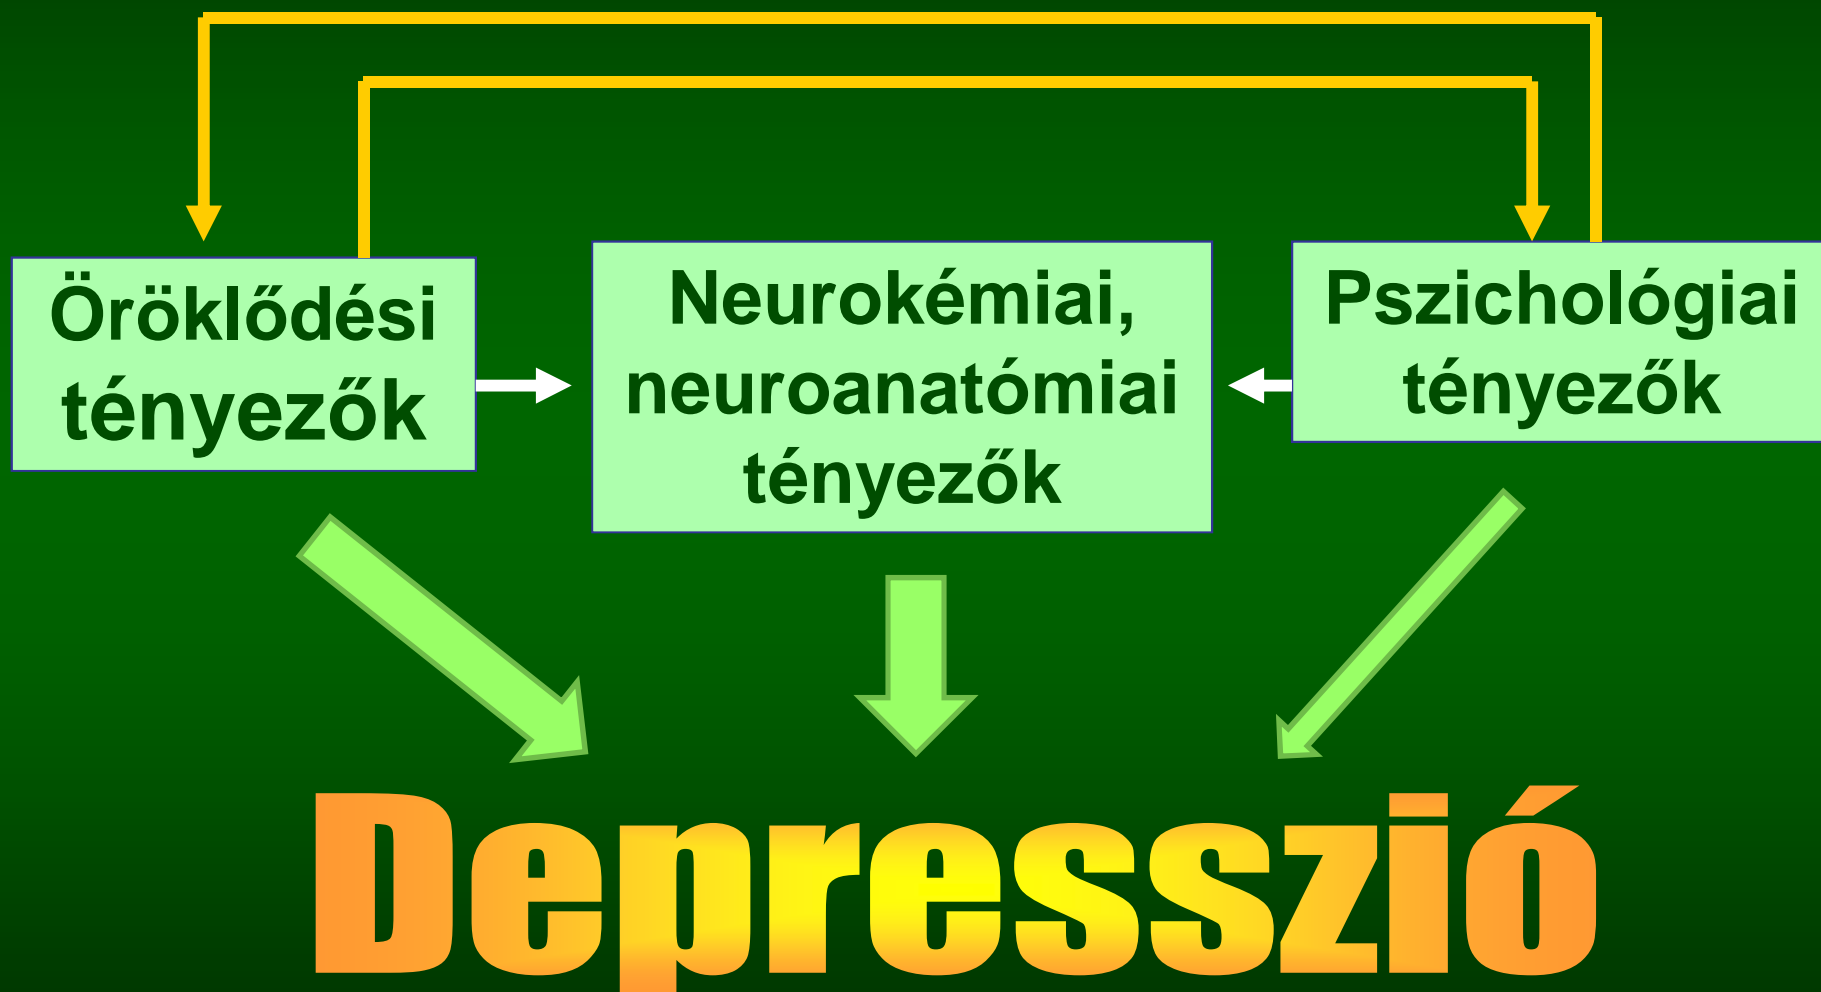 Öröklődési
tényezők
Neurokémiai,
neuroanatómiai
tényezők
Pszichológiai
tényezők
Depresszió